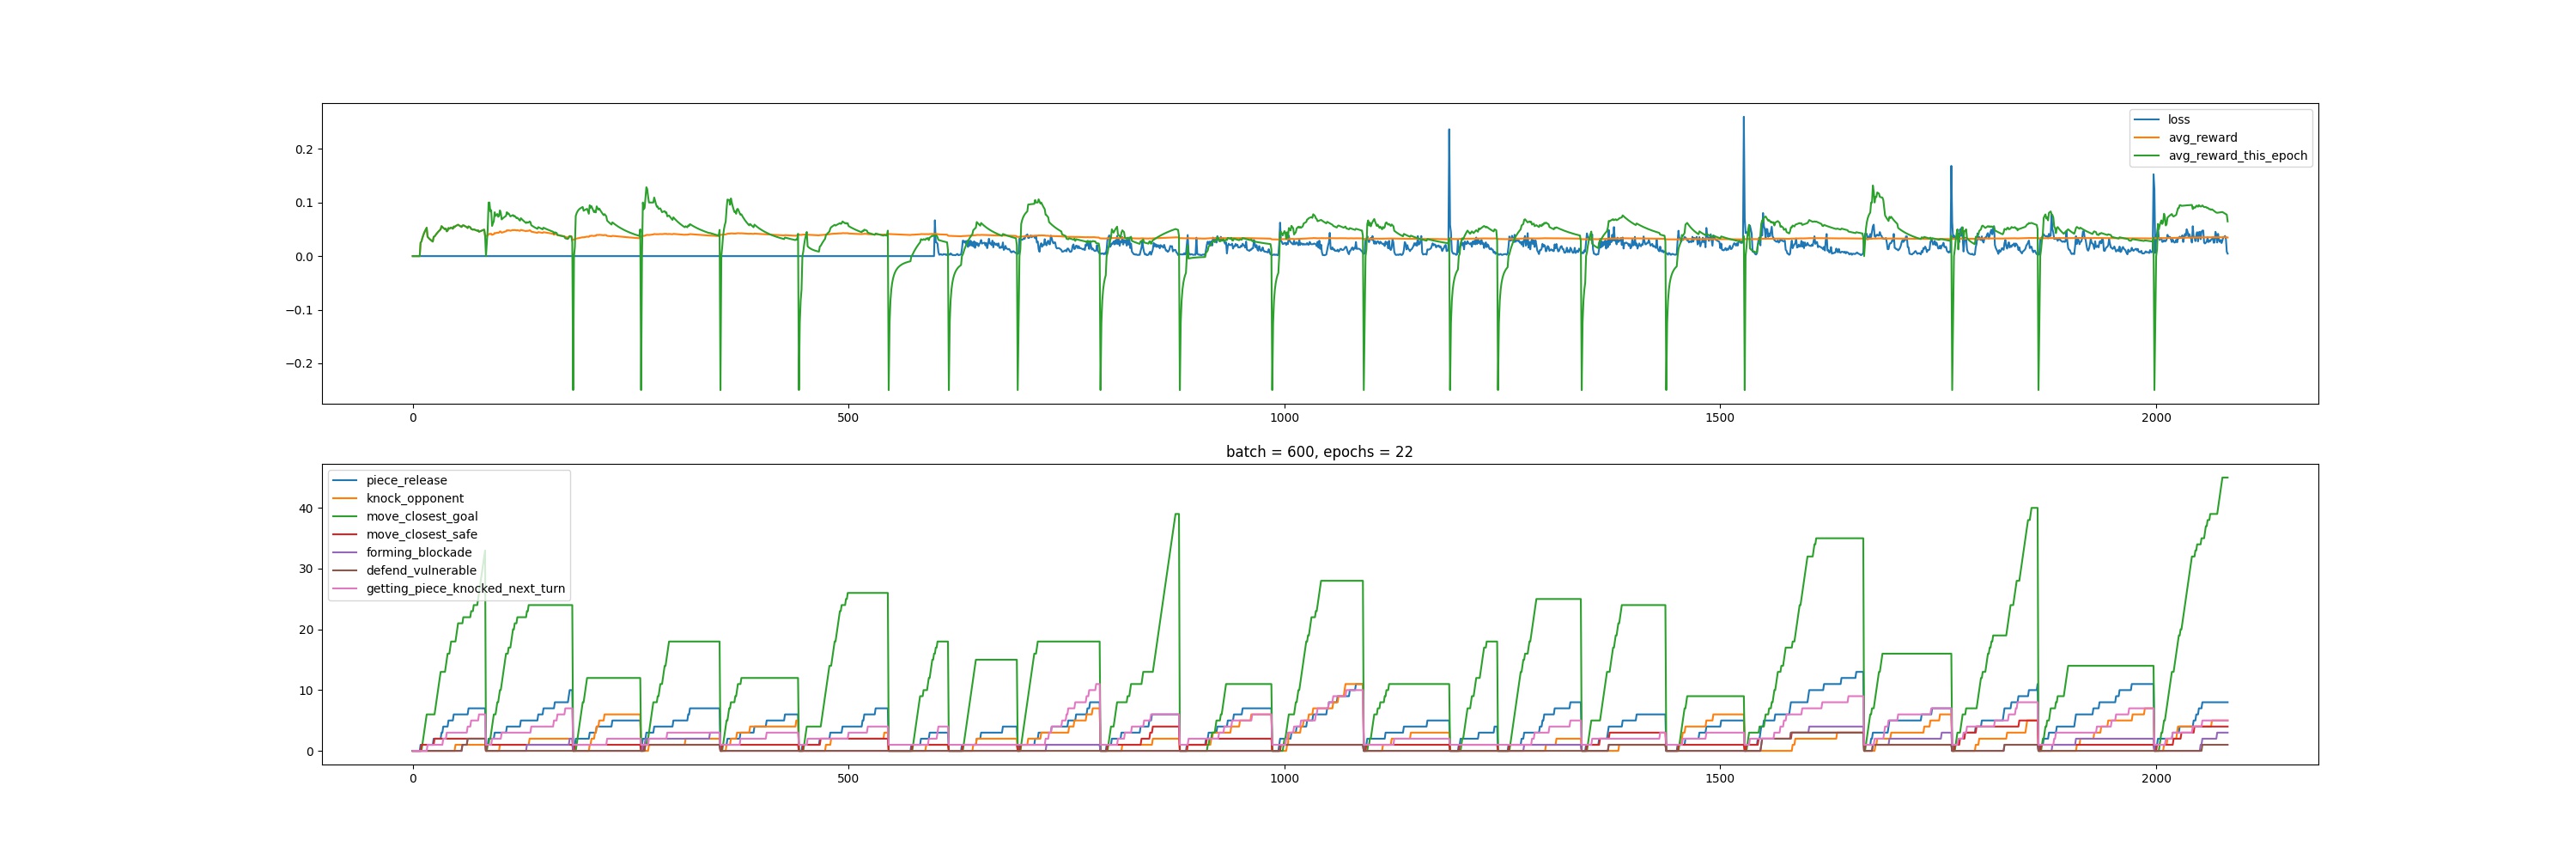 0.2
0.1
0.0
−0.1
−0.2
loss
avg_reward
avg_reward_this_epoch
0 500 1000 1500 2000
batch = 600, epochs = 22
40
30
20
10
0
piece_release
knock_opponent
move_closest_goal
move_closest_safe
forming_blockade
defend_vulnerable
getting_piece_knocked_next_turn
0 500 1000 1500 2000